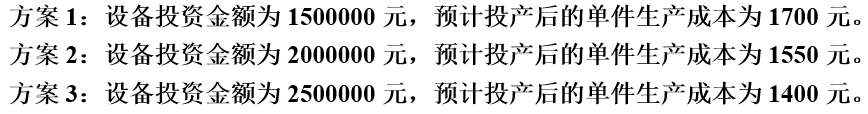 方案 1：设备投资金额为 1500000 元，预计投产后的单件生产成本为 1700 元。
方案 2：设备投资金额为 2000000 元，预计投产后的单件生产成本为 1550 元。
方案 3：设备投资金额为 2500000 元，预计投产后的单件生产成本为 1400 元。